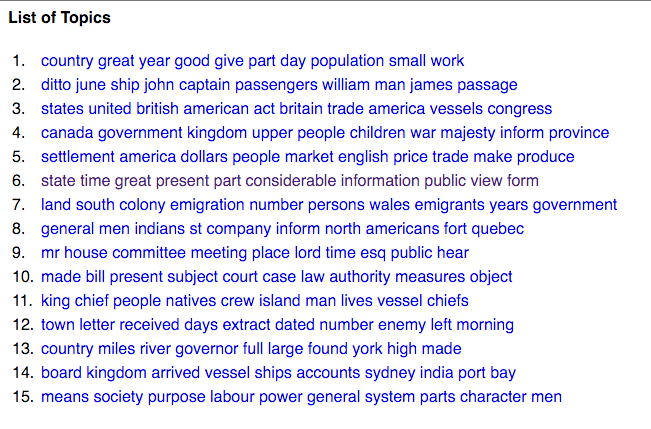 List of Topics
1. country great year good give part day population small work
2. ditto june ship john captain passengers william man james passage
3. states united british american act britain trade america vessels congress
4. canada government kingdom upper people children war majesty inform province
5. settlement america dollars people market english price trade make produce
6. state time great present part considerable information public view form
7. land south colony emigration number persons wales emigrants years government
8. general men indians st company inform north americans fort quebec
9. mr house committee meeting place lord time esq public hear
10. made bill present subject court case law authority measures object
11. king chief people natives crew island man lives vessel chiefs
12. town letter received days extract dated number enemy left morning
13. country miles river governor full large found york high made
14. board kingdom arrived vessel ships accounts sydney india port bay
15. means society purpose labour power general system parts character men